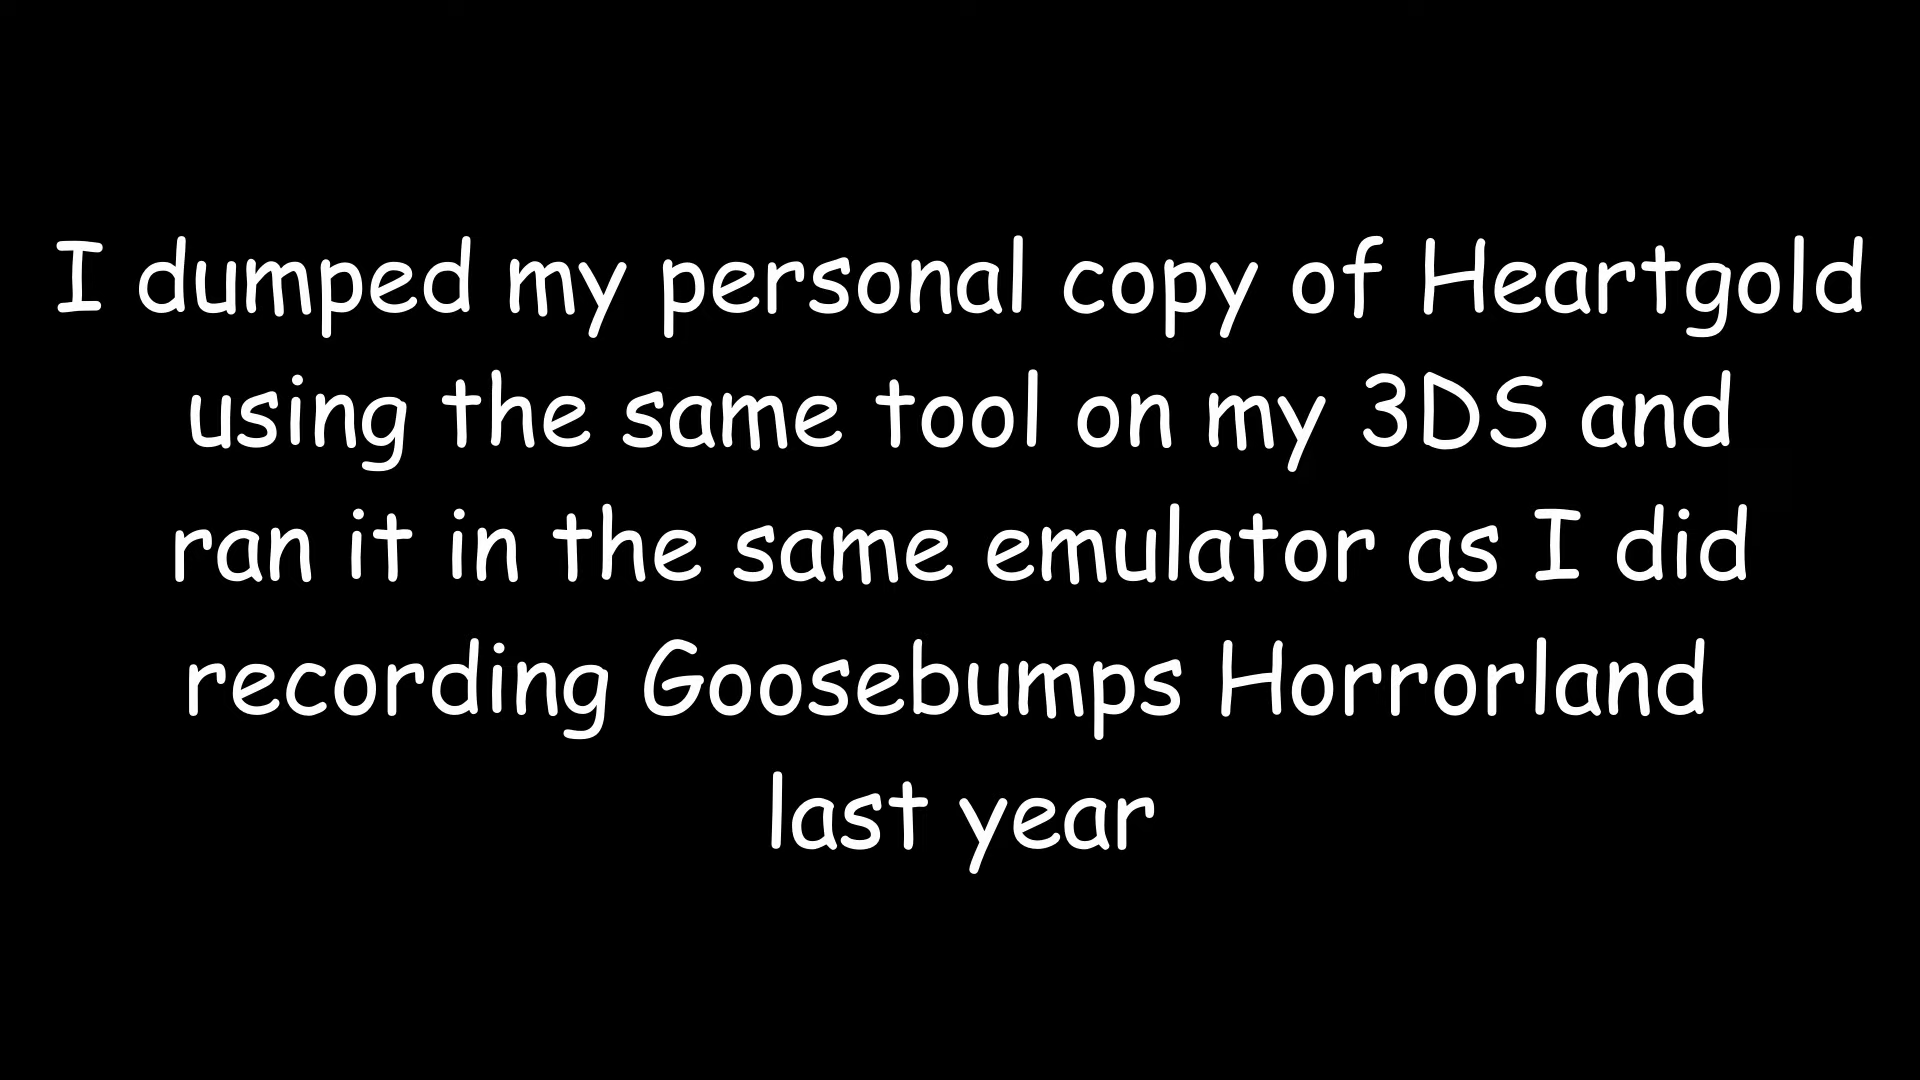 I dumped my personal copy of Heartgold
using the same tool on my 3DS and
ran it in the same emulator as I did
recording Goosebumps Horrorland
last year